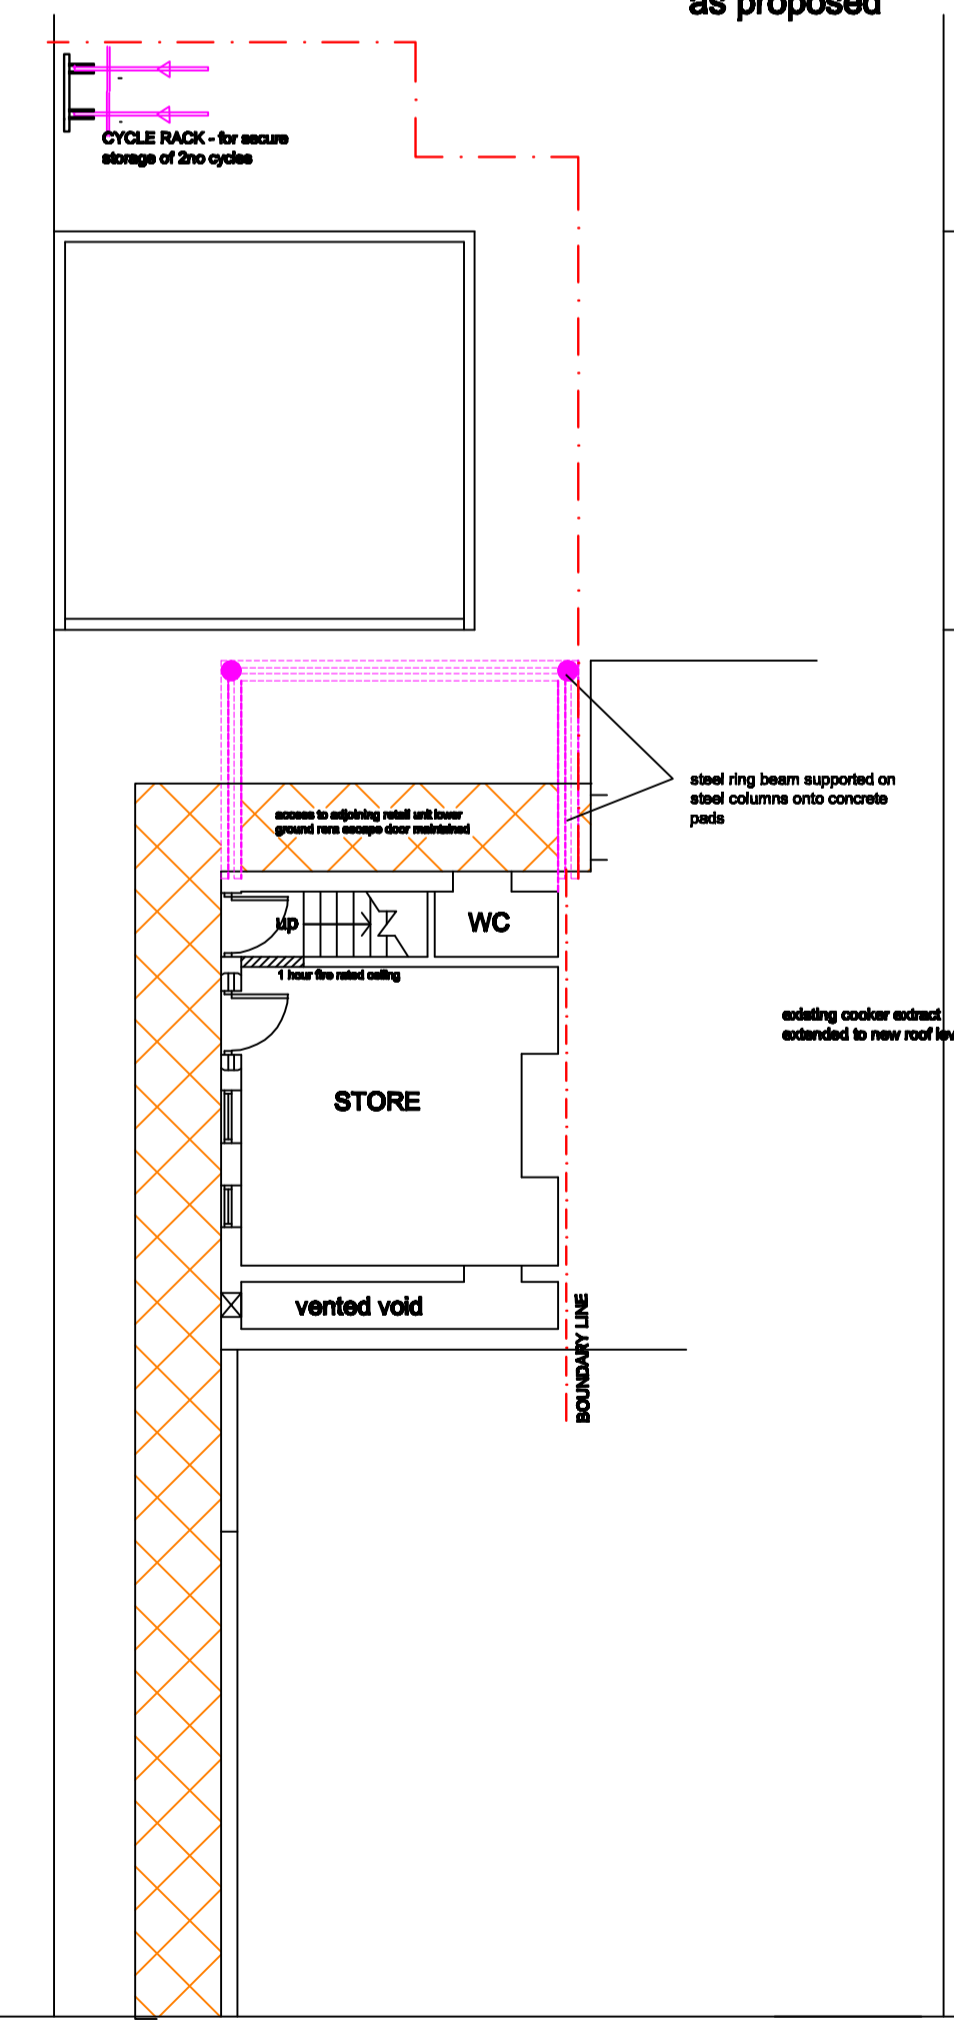 as proposed
CYCLE RACK - for secure
storage of 2no cycles
steel ring beam supported on
steel columns onto concrete
pads
access to adjoining retail unit lower
ground rera escape door maintained
up
WC
1 hour fire rated ceiling
existing cooker extract
extended to new roof lev
STORE
vented void
BOUNDARY LINE